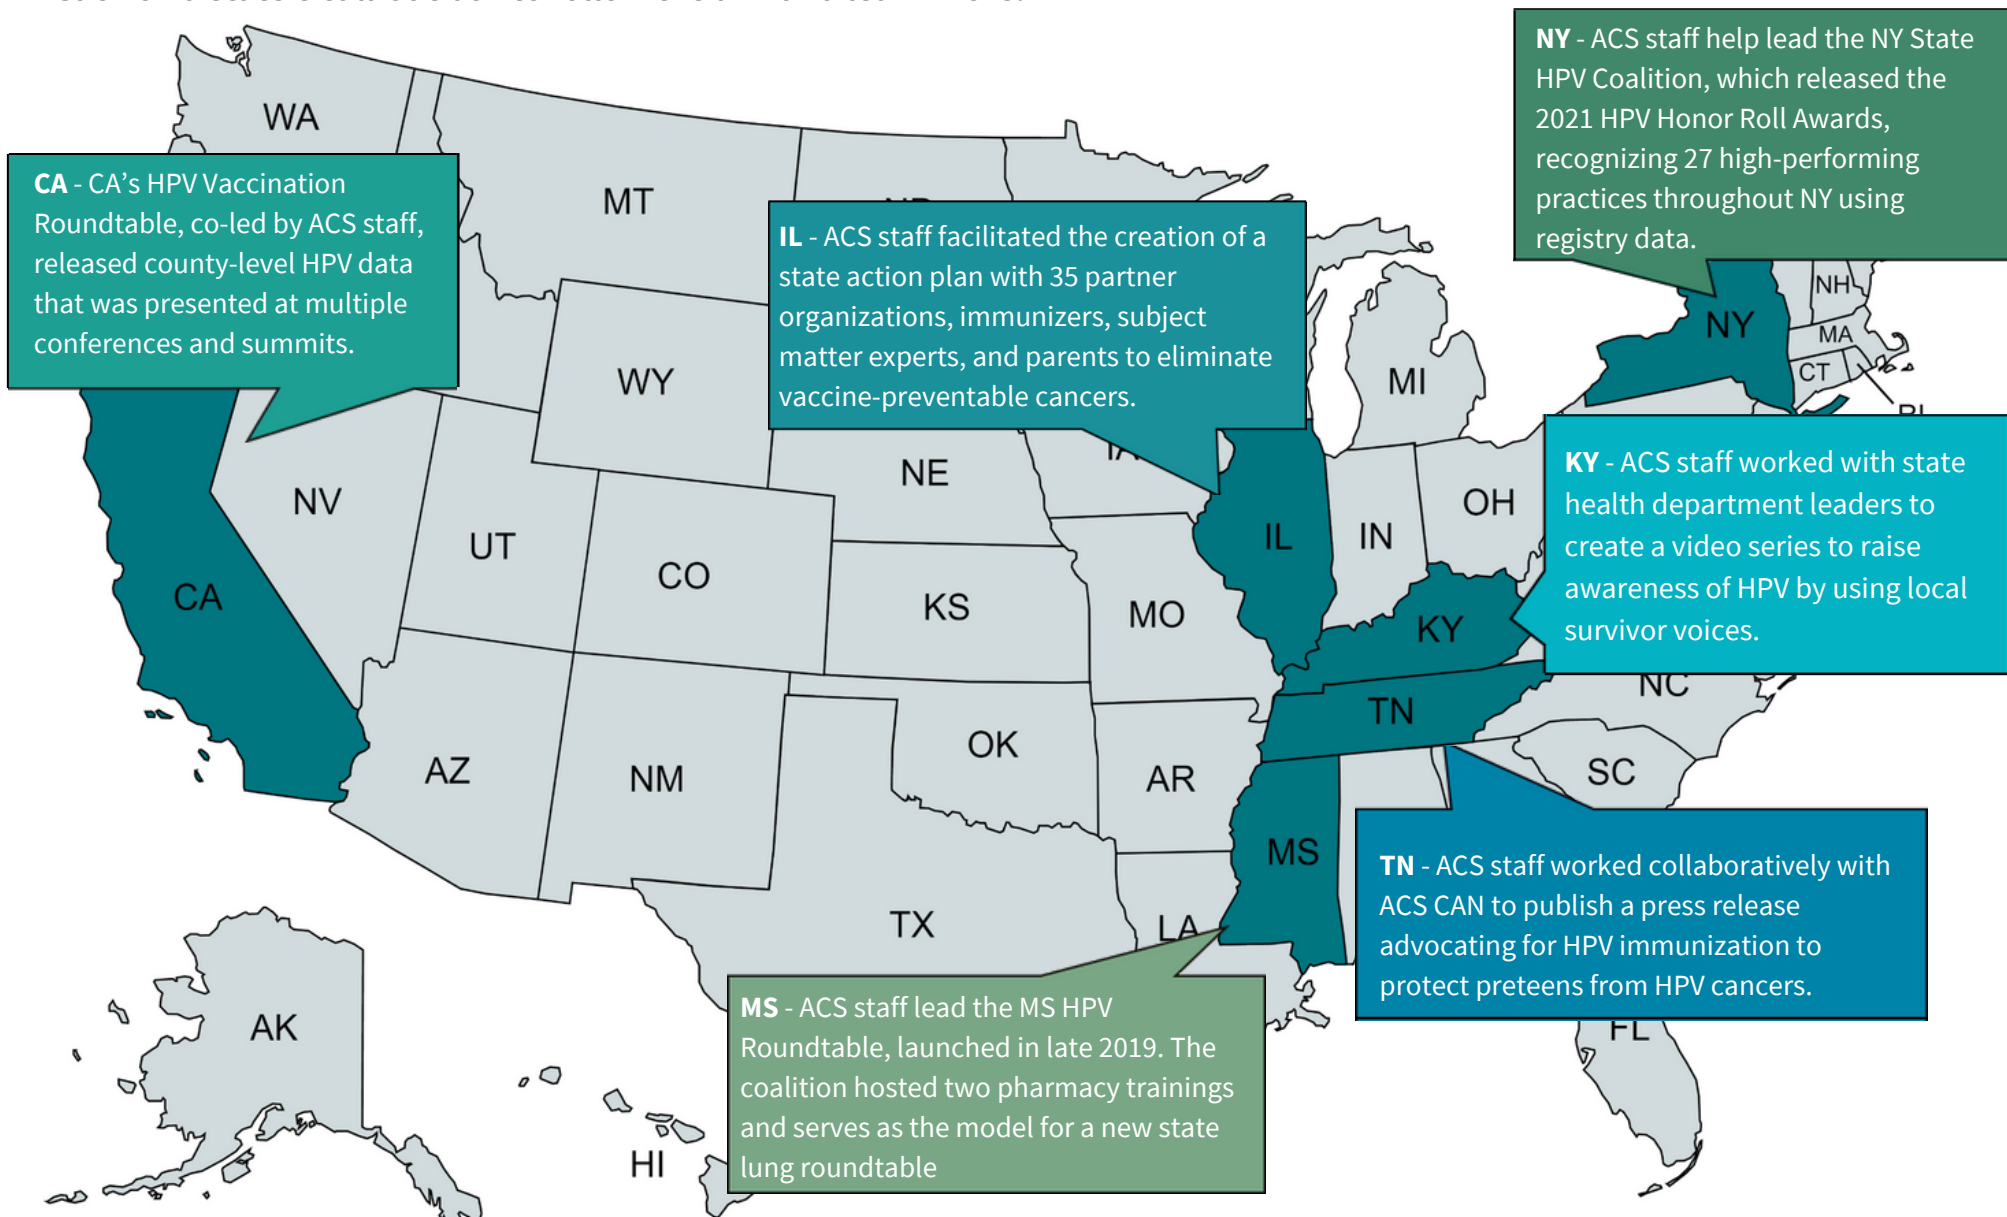 NY - ACS staff help lead the NY State
HPV Coalition, which released the
2021 HPV Honor Roll Awards,
recognizing 27 high-performing
practices throughout NY using
registry data.
WA
MT
CA - CA's HPV Vaccination
Roundtable, co-led by ACS staff,
released county-level HPV data
that was presented at multiple
conferences and summits.
IL - ACS staff facilitated the creation of a
state action plan with 35 partner
organizations, immunizers, subject
matter experts, and parents to eliminate
vaccine-preventable cancers.
NH
NY
MA
CT
WY
MI
KY - ACS staff worked with state
health department leaders to
create a video series to raise
awareness of HPV by using local
survivor voices.
NE
NV
OH
UT
IL
IN
CO
CA
KS
MO
KY
NC
TN
OK
AZ
NM
AR
SC
MS
TN - ACS staff worked collaboratively with
ACS CAN to publish a press release
advocating for HPV immunization to
protect preteens from HPV cancers.
TX
LA
MS - ACS staff lead the MS HPV
Roundtable, launched in late 2019. The
coalition hosted two pharmacy trainings
and serves as the model for a new state
lung roundtable
AK
FL
HI